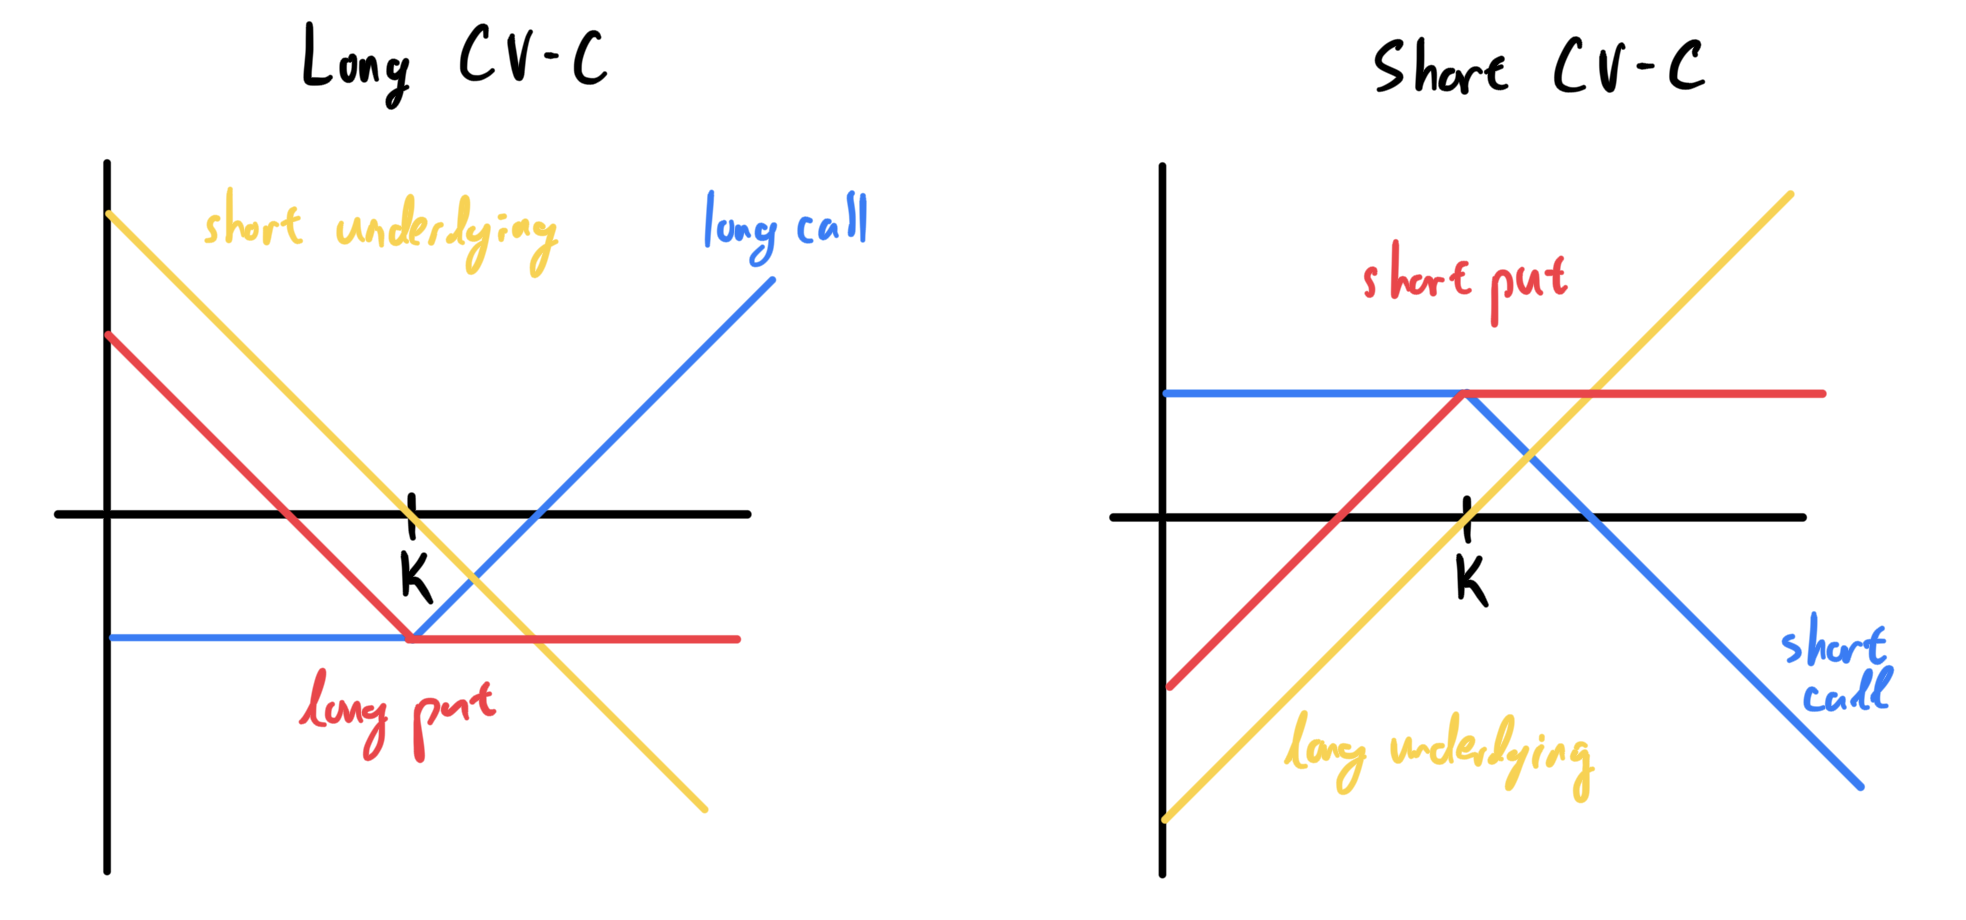 Long CV-C
short underlying
long call
K
long put
Short CV-C
short put
K
short
call
long underlying